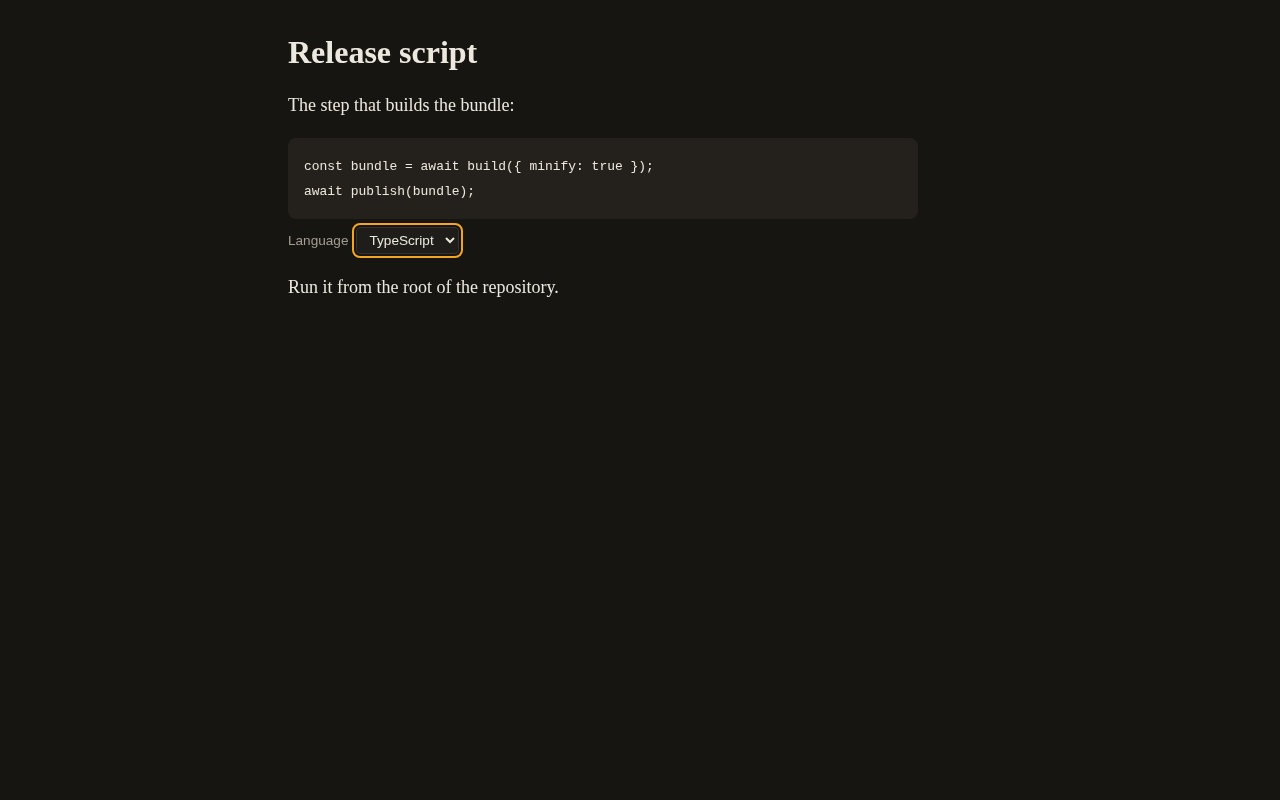 Release script
The step that builds the bundle:
const bundle = await build({ minify: true });
await publish(bundle);
Language TypeScript
Run it from the root of the repository.